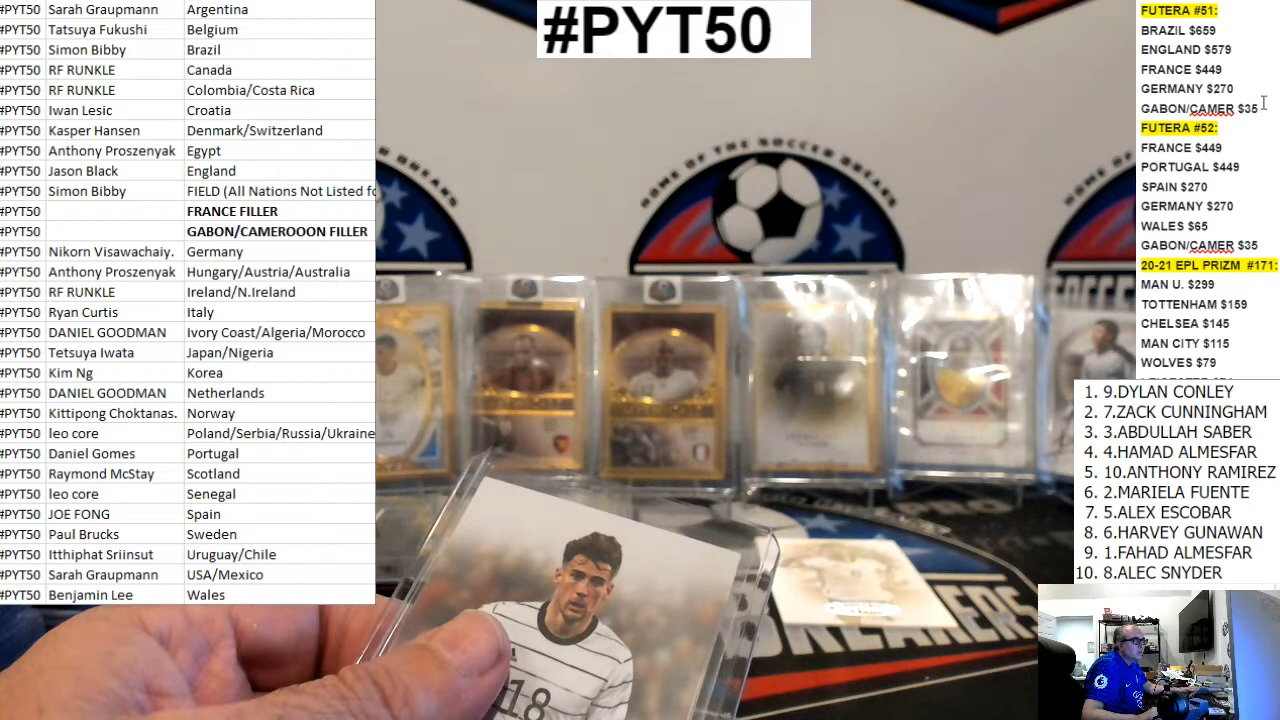 #PYT50 Sarah Graupmann Argentina
#PYT50 Tatsuya Fukushi Belgium
#PYT50 Simon Bibby Brazil
#PYT50 RF RUNKLE Canada
#PYT50 RF RUNKLE Colombia/Costa Rica
#PYT50 Iwan Lesic Croatia
#PYT50 Kasper Hansen Denmark/Switzerland
#PYT50 Anthony Proszenyak Egypt
#PYT50 Jason Black England
#PYT50 Simon Bibby FIELD (All Nations Not Listed fo
#PYT50 FRANCE FILLER
#PYT50 GABON/CAMEROOON FILLER
#PYT50 Nikorn Visawachaiy. Germany
#PYT50 Anthony Proszenyak Hungary/Austria/Australia
#PYT50 RF RUNKLE Ireland/N.Ireland
#PYT50 Ryan Curtis Italy
#PYT50 DANIEL GOODMAN Ivory Coast/Algeria/Morocco
#PYT50 Tetsuya Iwata Japan/Nigeria
#PYT50 Kim Ng Korea
#PYT50 DANIEL GOODMAN Netherlands
#PYT50 Kittipong Choktanas. Norway
#PYT50 leo core Poland/Serbia/Russia/Ukraine
#PYT50 Daniel Gomes Portugal
#PYT50 Raymond McStay Scotland
#PYT50 leo core Senegal
#PYT50 JOE FONG Spain
#PYT50 Paul Brucks Sweden
#PYT50 Itthiphat Sriinsut Uruguay/Chile
#PYT50 Sarah Graupmann USA/Mexico
#PYT50 Benjamin Lee Wales
#PYT50
HOME OF THE SOCCER BREAKS
BREAKERS
18
FUTERA #51:
BRAZIL $659
ENGLAND $579
FRANCE $449
GERMANY $270
GABON/CAMER $35
FUTERA #52:
FRANCE $449
PORTUGAL $449
SPAIN $270
GERMANY $270
WALES $65
GABON/CAMER $35
20-21 EPL PRIZM #171:
MAN U. $299
TOTTENHAM $159
CHELSEA $145
MAN CITY $115
WOLVES $79
1. 9.DYLAN CONLEY
2. 7.ZACK CUNNINGHAM
3. 3.ABDULLAH SABER
4. 4.HAMAD ALMESFAR
5. 10.ANTHONY RAMIREZ
6. 2.MARIELA FUENTE
7. 5.ALEX ESCOBAR
8. 6.HARVEY GUNAWAN
9. 1.FAHAD ALMESFAR
10. 8.ALEC SNYDER